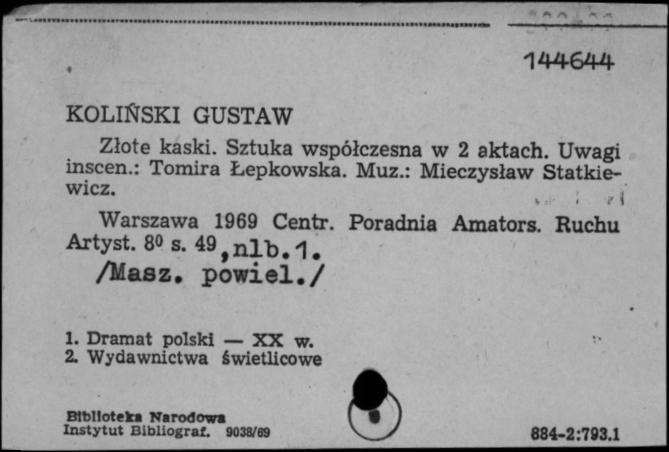 144644
KOLIŃSKI GUSTAW
Złote kaski. Sztuka współczesna w 2 aktach. Uwagi
inscen.: Tomira Łepkowska. Muz.: Mieczysław Statkie-
wicz.
Warszawa 1969 Centr. Poradnia Amators. Ruchu
Artyst. 8⁰ s. 49, nlb. 1.
/Masz. powiel./
1. Dramat polski — XX w.
2. Wydawnictwa świetlicowe
Biblioteka Narodowa
Instytut Bibliograf. 9038/69
884-2:793.1